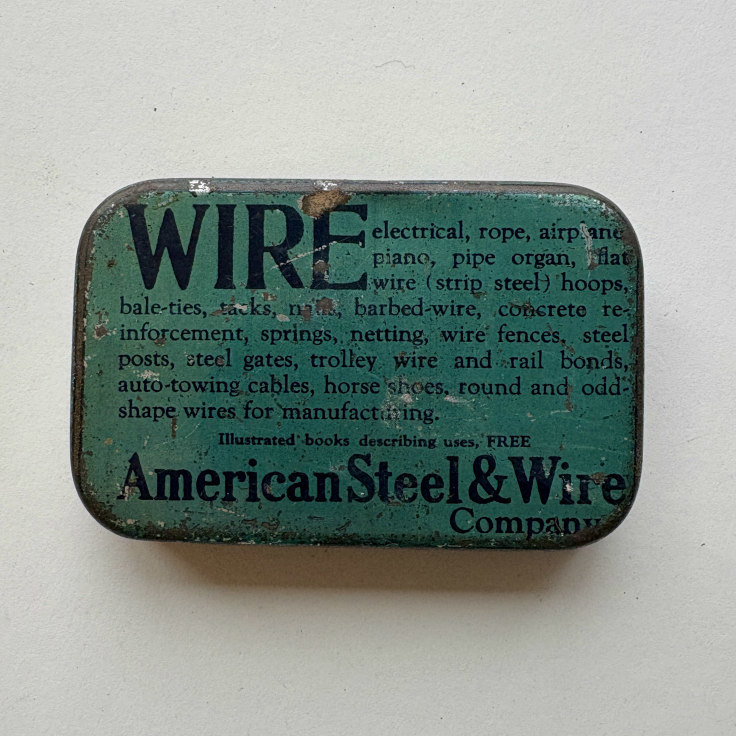 WIRE electrical, rope, airplane
piano, pipe organ, flat
wire (strip steel) hoops,
bale-ties, tacks, nails, barbed-wire, concrete re-
inforcement, springs, netting, wire fences, steel
posts, steel gates, trolley wire and rail bonds,
auto-towing cables, horse shoes, round and odd-
shape wires for manufacturing.
Illustrated books describing uses, FREE
American Steel & Wire
Company